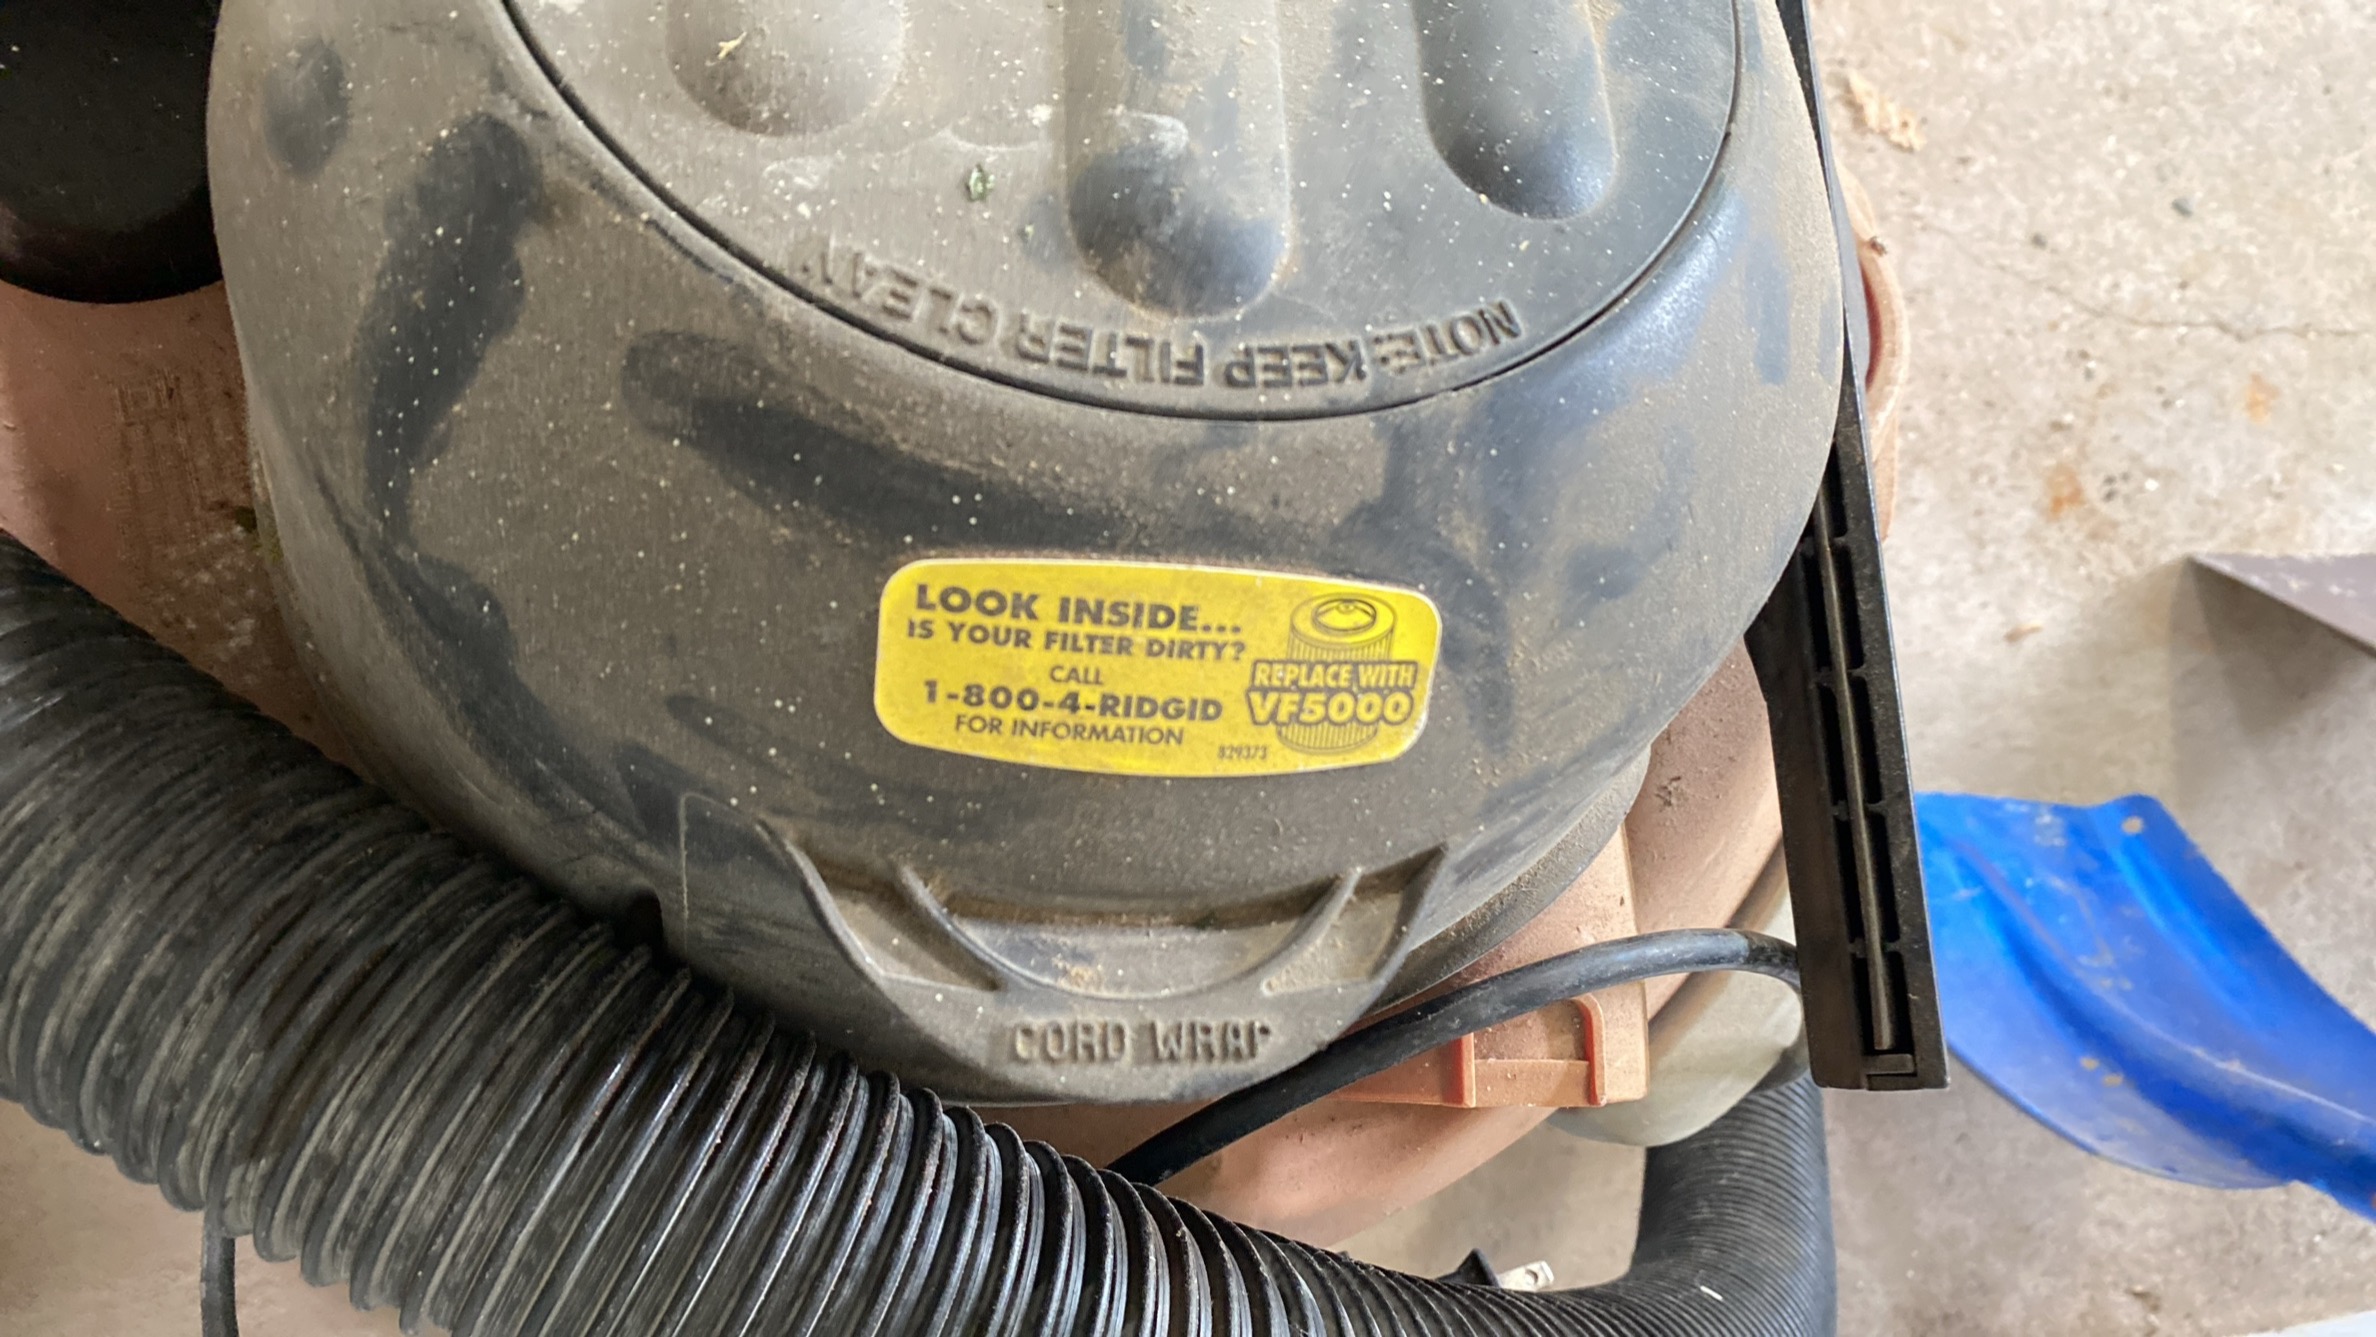 NOTE: KEEP FILTER CLEAN
LOOK INSIDE...
IS YOUR FILTER DIRTY?
CALL
1-800-4-RIDGID
FOR INFORMATION
REPLACE WITH
VF5000
829373
CORD WRAP